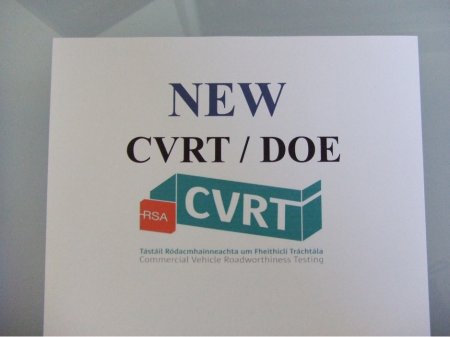 NEW
CVRT / DOE
RSA CVRT
Tástáil Ródacmhainneachta um Fheithiclí Tráchtála
Commercial Vehicle Roadworthiness Testing